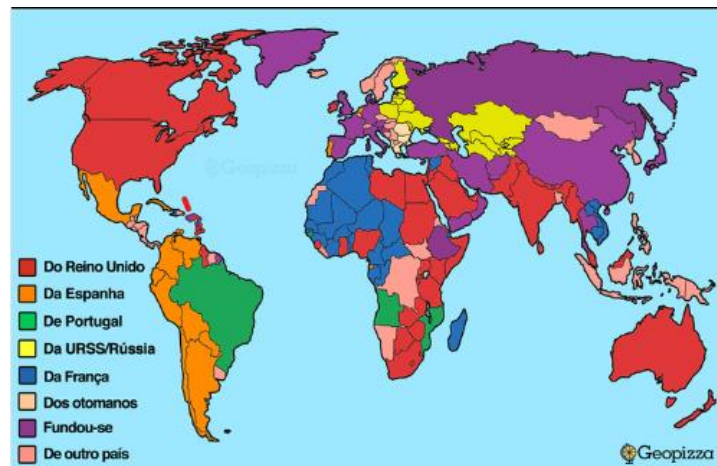 Geopizza
Do Reino Unido
Da Espanha
De Portugal
Da URSS/Rússia
Da França
Dos otomanos
Fundou-se
De outro país
Geopizza